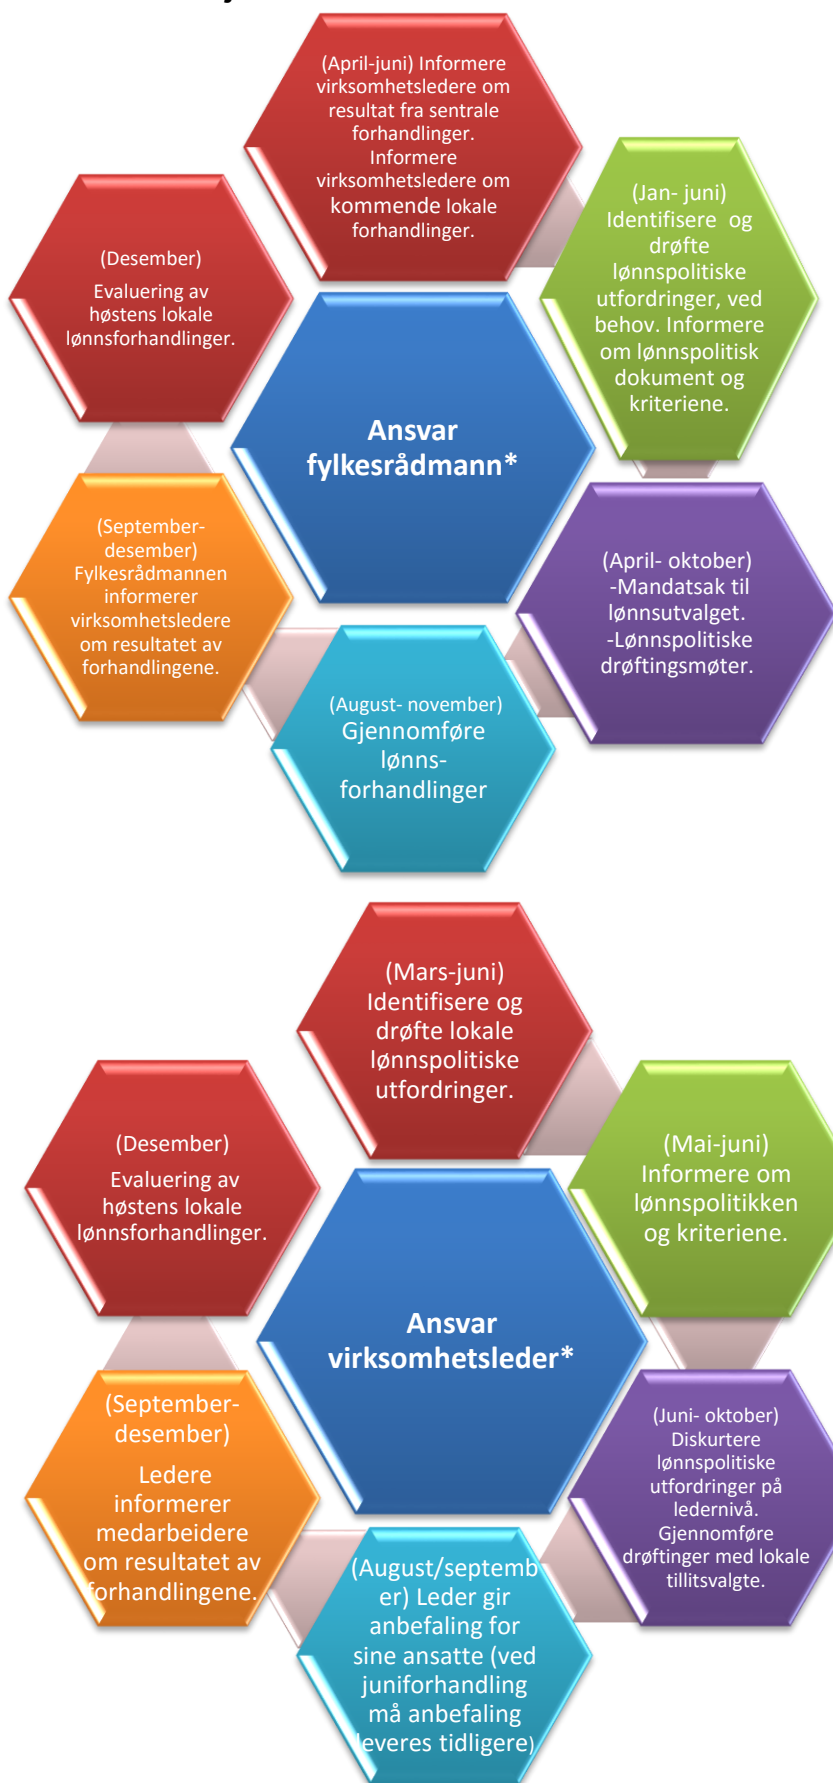 (April-juni) Informere
virksomhetsledere om
resultat fra sentrale
forhandlinger.
Informere
virksomhetsledere om
kommende lokale
forhandlinger.
(Jan- juni)
Identifisere og
drøfte
lønnspolitiske
utfordringer, ved
behov. Informere
om lønnspolitisk
dokument og
kriteriene.
(Desember)
Evaluering av
høstens lokale
lønnsforhandlinger.
Ansvar
fylkesrådmann*
(September-
desember)
Fylkesrådmannen
informerer
virksomhetsledere
om resultatet av
forhandlingene.
(April- oktober)
-Mandatsak til
lønnsutvalget.
-Lønnspolitiske
drøftingsmøter.
(August- november)
Gjennomføre
lønns-
forhandlinger
(Mars-juni)
Identifisere og
drøfte lokale
lønnspolitiske
utfordringer.
(Desember)
Evaluering av
høstens lokale
lønnsforhandlinger.
(Mai-juni)
Informere om
lønnspolitikken
og kriteriene.
Ansvar
virksomhetsleder*
(September-
desember)
Ledere
informerer
medarbeidere
om resultatet av
forhandlingene.
(Juni- oktober)
Diskurtere
lønnspolitiske
utfordringer på
ledernivå.
Gjennomføre
drøftinger med lokale
tillitsvalgte.
(August/septemb
er) Leder gir
anbefaling for
sine ansatte (ved
juniforhandling
må anbefaling
leveres tidligere)